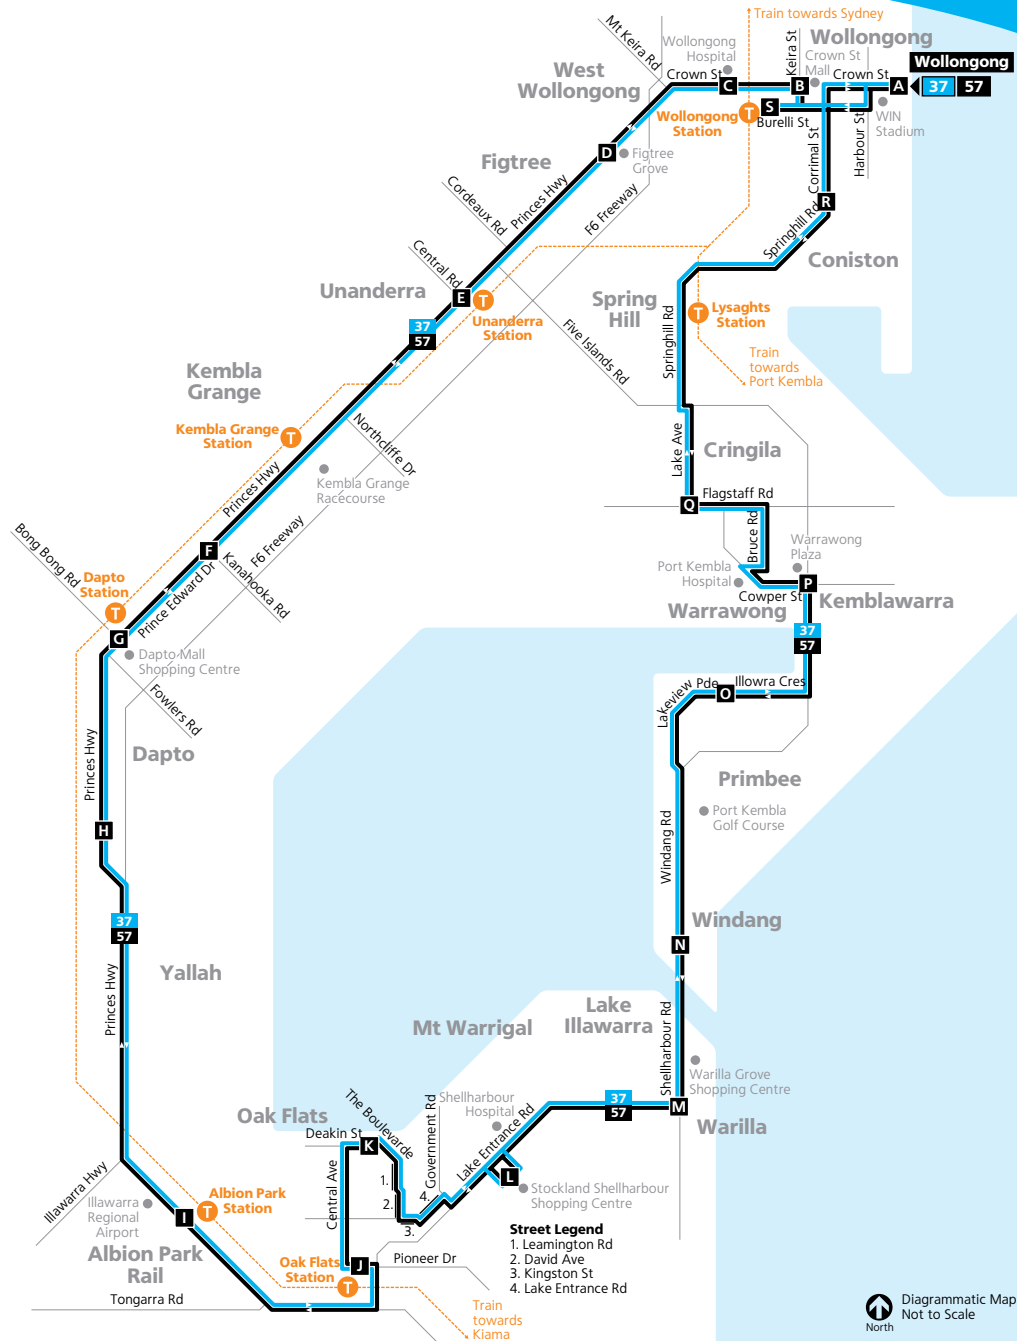 Train towards Sydney
Mt Keira Rd
Wollongong
Hospital
Keira St
Wollongong
Crown St
Mall
Crown St
Wollongong
37 57
West
Wollongong
Crown St
C
B
A
S
Wollongong
Station
T
Burelli St
WIN
Stadium
Harbour St
Corrimal St
Figtree
D
Figtree
Grove
Princes Hwy
Cordeaux Rd
F6 Freeway
R
Springhill Rd
Coniston
Central Rd
Unanderra
E
T
Unanderra
Station
37
57
Spring
Hill
Springhill Rd
T
Lysaghts
Station
Train
towards
Port Kembla
Five Islands Rd
Kembla
Grange
Kembla Grange
Station
T
Northcliffe Dr
Lake Ave
Cringila
Princes Hwy
Kembla Grange
Racecourse
Q
Flagstaff Rd
Bruce Rd
Bong Bong Rd
F6 Freeway
F
Kanahooka Rd
Warrawong
Plaza
Port Kembla
Hospital
P
Cowper St
Warrawong
Kemblawarra
Dapto
Station
T
Prince Edward Dr
G
Dapto Mall
Shopping Centre
37
57
Fowlers Rd
Lakeview Pde
O
Illowra Cres
Princes Hwy
Dapto
Primbee
Port Kembla
Golf Course
H
Windang Rd
37
57
Windang
N
Princes Hwy
Yallah
Lake
Illawarra
Mt Warrigal
Shellharbour Rd
Warilla Grove
Shopping Centre
Oak Flats
The Boulevarde
Government Rd
Shellharbour
Hospital
37
57
M
Warilla
Deakin St
K
Lake Entrance Rd
Illawarra Hwy
Central Ave
1.
2.
3.
4.
L
Stockland Shellharbour
Shopping Centre
Albion Park
Station
T
Illawarra
Regional
Airport
I
Albion Park
Rail
Oak Flats
Station
T
J
Pioneer Dr
Street Legend
1. Leamington Rd
2. David Ave
3. Kingston St
4. Lake Entrance Rd
Tongarra Rd
Train
towards
Kiama
North
Diagrammatic Map
Not to Scale